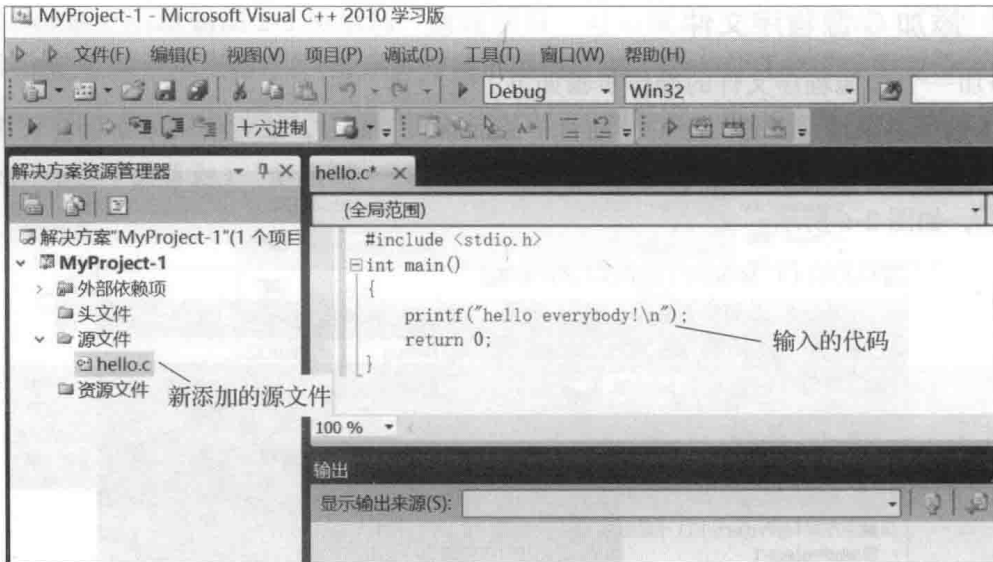 MyProject-1 - Microsoft Visual C++ 2010 学习版
文件(F) 编辑(E) 视图(V) 项目(P) 调试(D) 工具(T) 窗口(W) 帮助(H)
Debug Win32
十六进制
解决方案资源管理器
hello.c*
(全局范围)
解决方案"MyProject-1"(1 个项目
MyProject-1
外部依赖项
头文件
源文件
hello.c
资源文件
新添加的源文件
#include <stdio.h>
int main()
{
printf("hello everybody!\n");
return 0;
}
输入的代码
100 %
输出
显示输出来源(S):